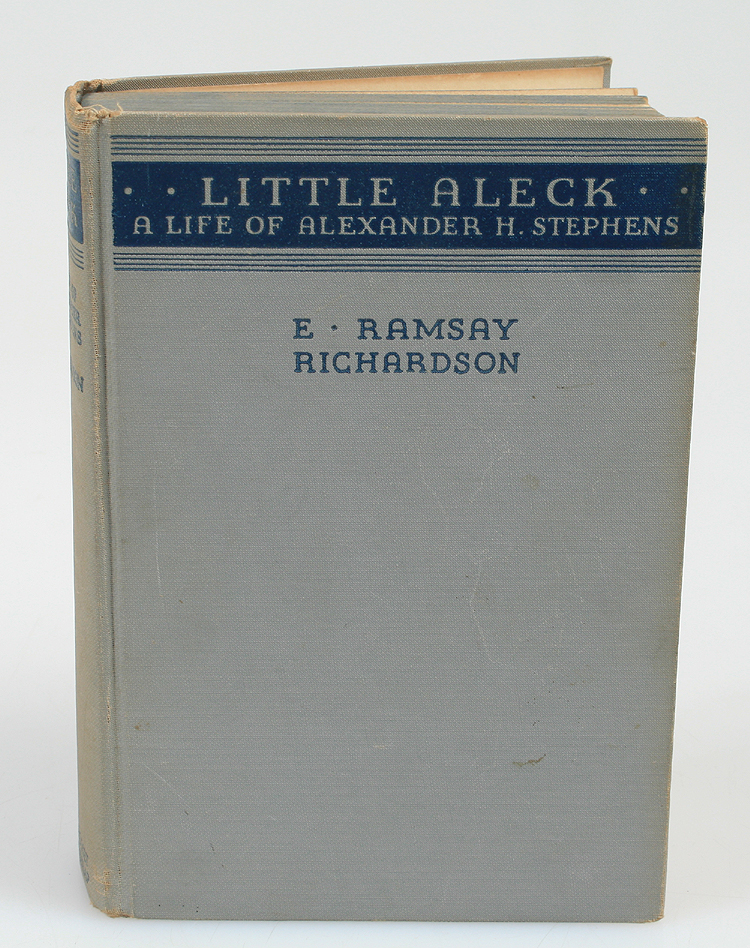 · · LITTLE ALECK · ·
A LIFE OF ALEXANDER H. STEPHENS
E · RAMSAY
RICHARDSON